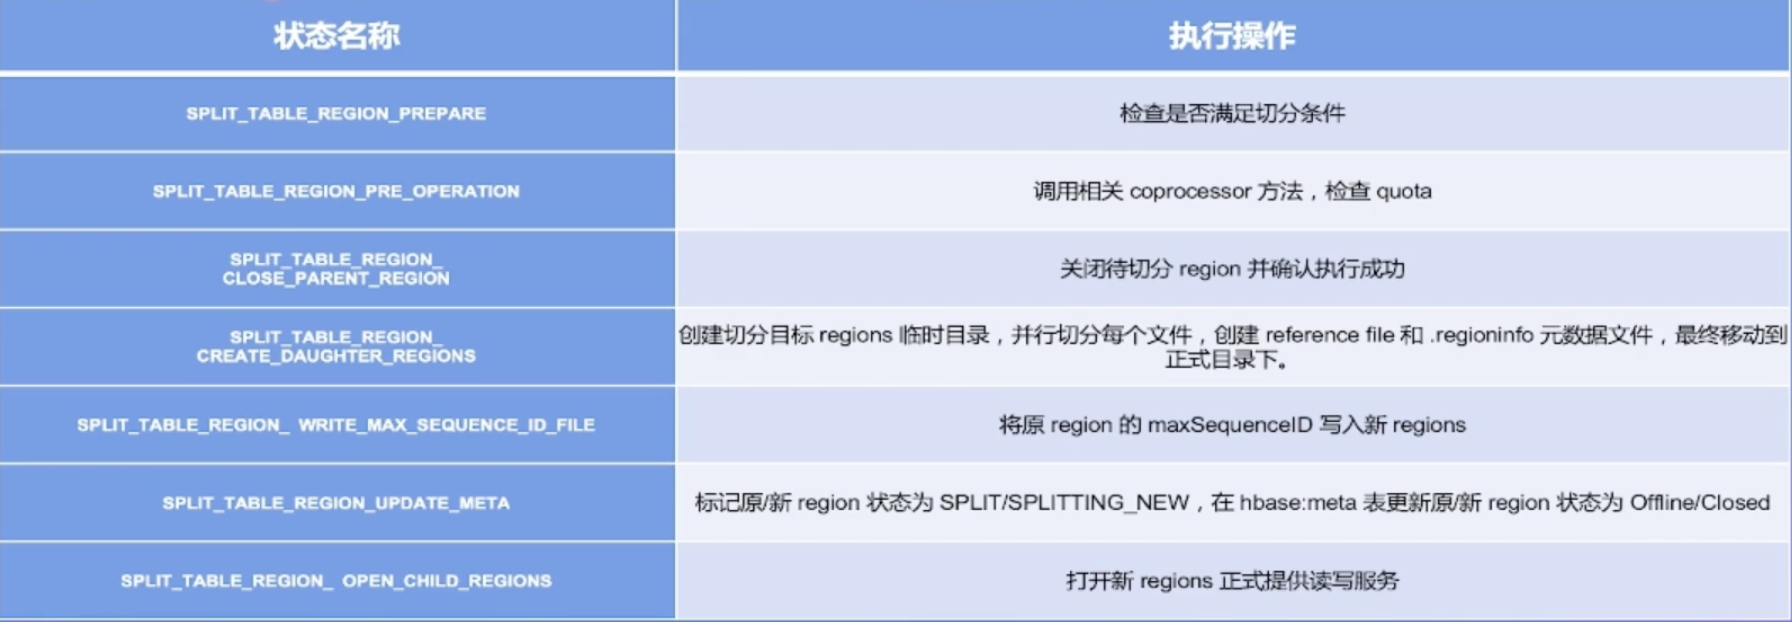 状态名称
执行操作
SPLIT_TABLE_REGION_PREPARE
检查是否满足切分条件
SPLIT_TABLE_REGION_PRE_OPERATION
调用相关 coprocessor 方法，检查 quota
SPLIT_TABLE_REGION_
CLOSE_PARENT_REGION
关闭待切分 region 并确认执行成功
SPLIT_TABLE_REGION_
CREATE_DAUGHTER_REGIONS
创建切分目标 regions 临时目录，并行切分每个文件，创建 reference file 和 .regioninfo 元数据文件，最终移动到
正式目录下。
SPLIT_TABLE_REGION_ WRITE_MAX_SEQUENCE_ID_FILE
将原 region 的 maxSequenceID 写入新 regions
SPLIT_TABLE_REGION_UPDATE_META
标记原/新 region 状态为 SPLIT/SPLITTING_NEW，在 hbase:meta 表更新原/新 region 状态为 Offline/Closed
SPLIT_TABLE_REGION_ OPEN_CHILD_REGIONS
打开新 regions 正式提供读写服务